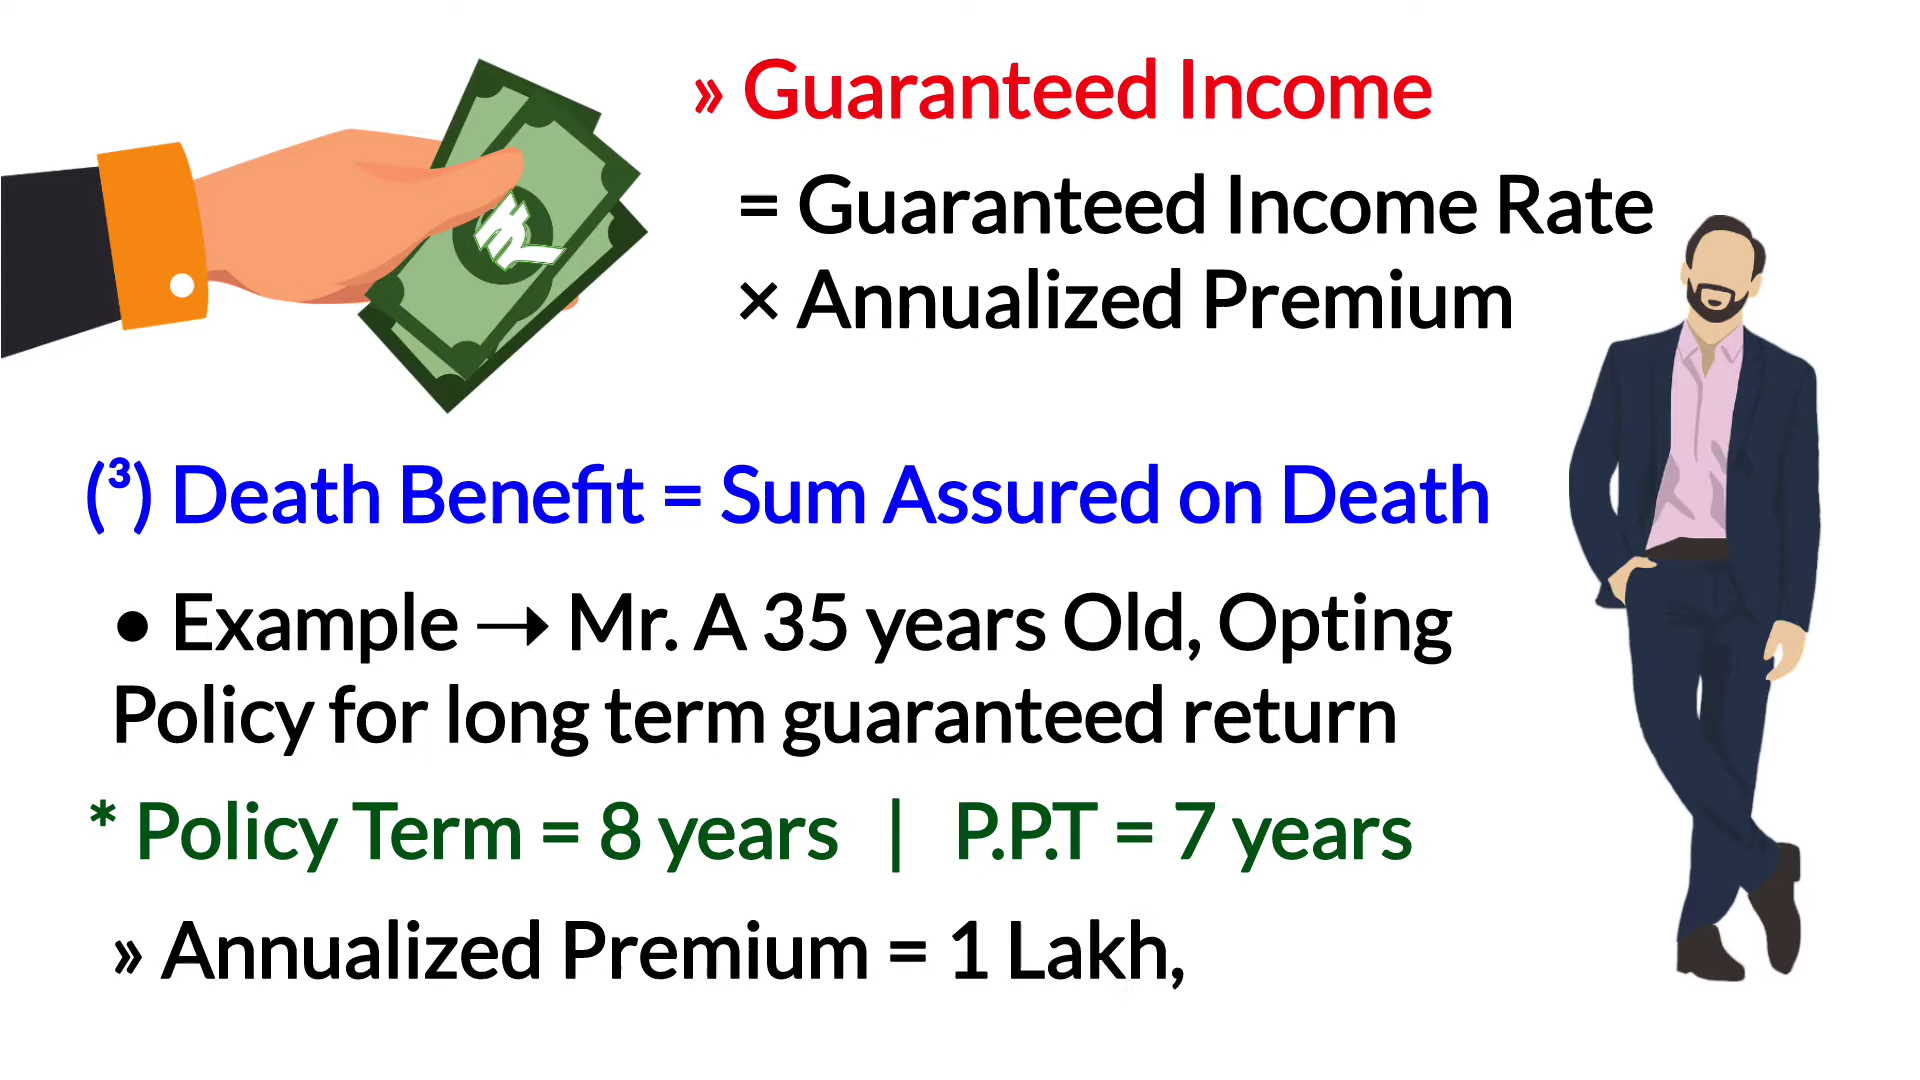 » Guaranteed Income
= Guaranteed Income Rate
× Annualized Premium
(³) Death Benefit = Sum Assured on Death
• Example → Mr. A 35 years Old, Opting
Policy for long term guaranteed return
* Policy Term = 8 years | P.P.T = 7 years
» Annualized Premium = 1 Lakh,